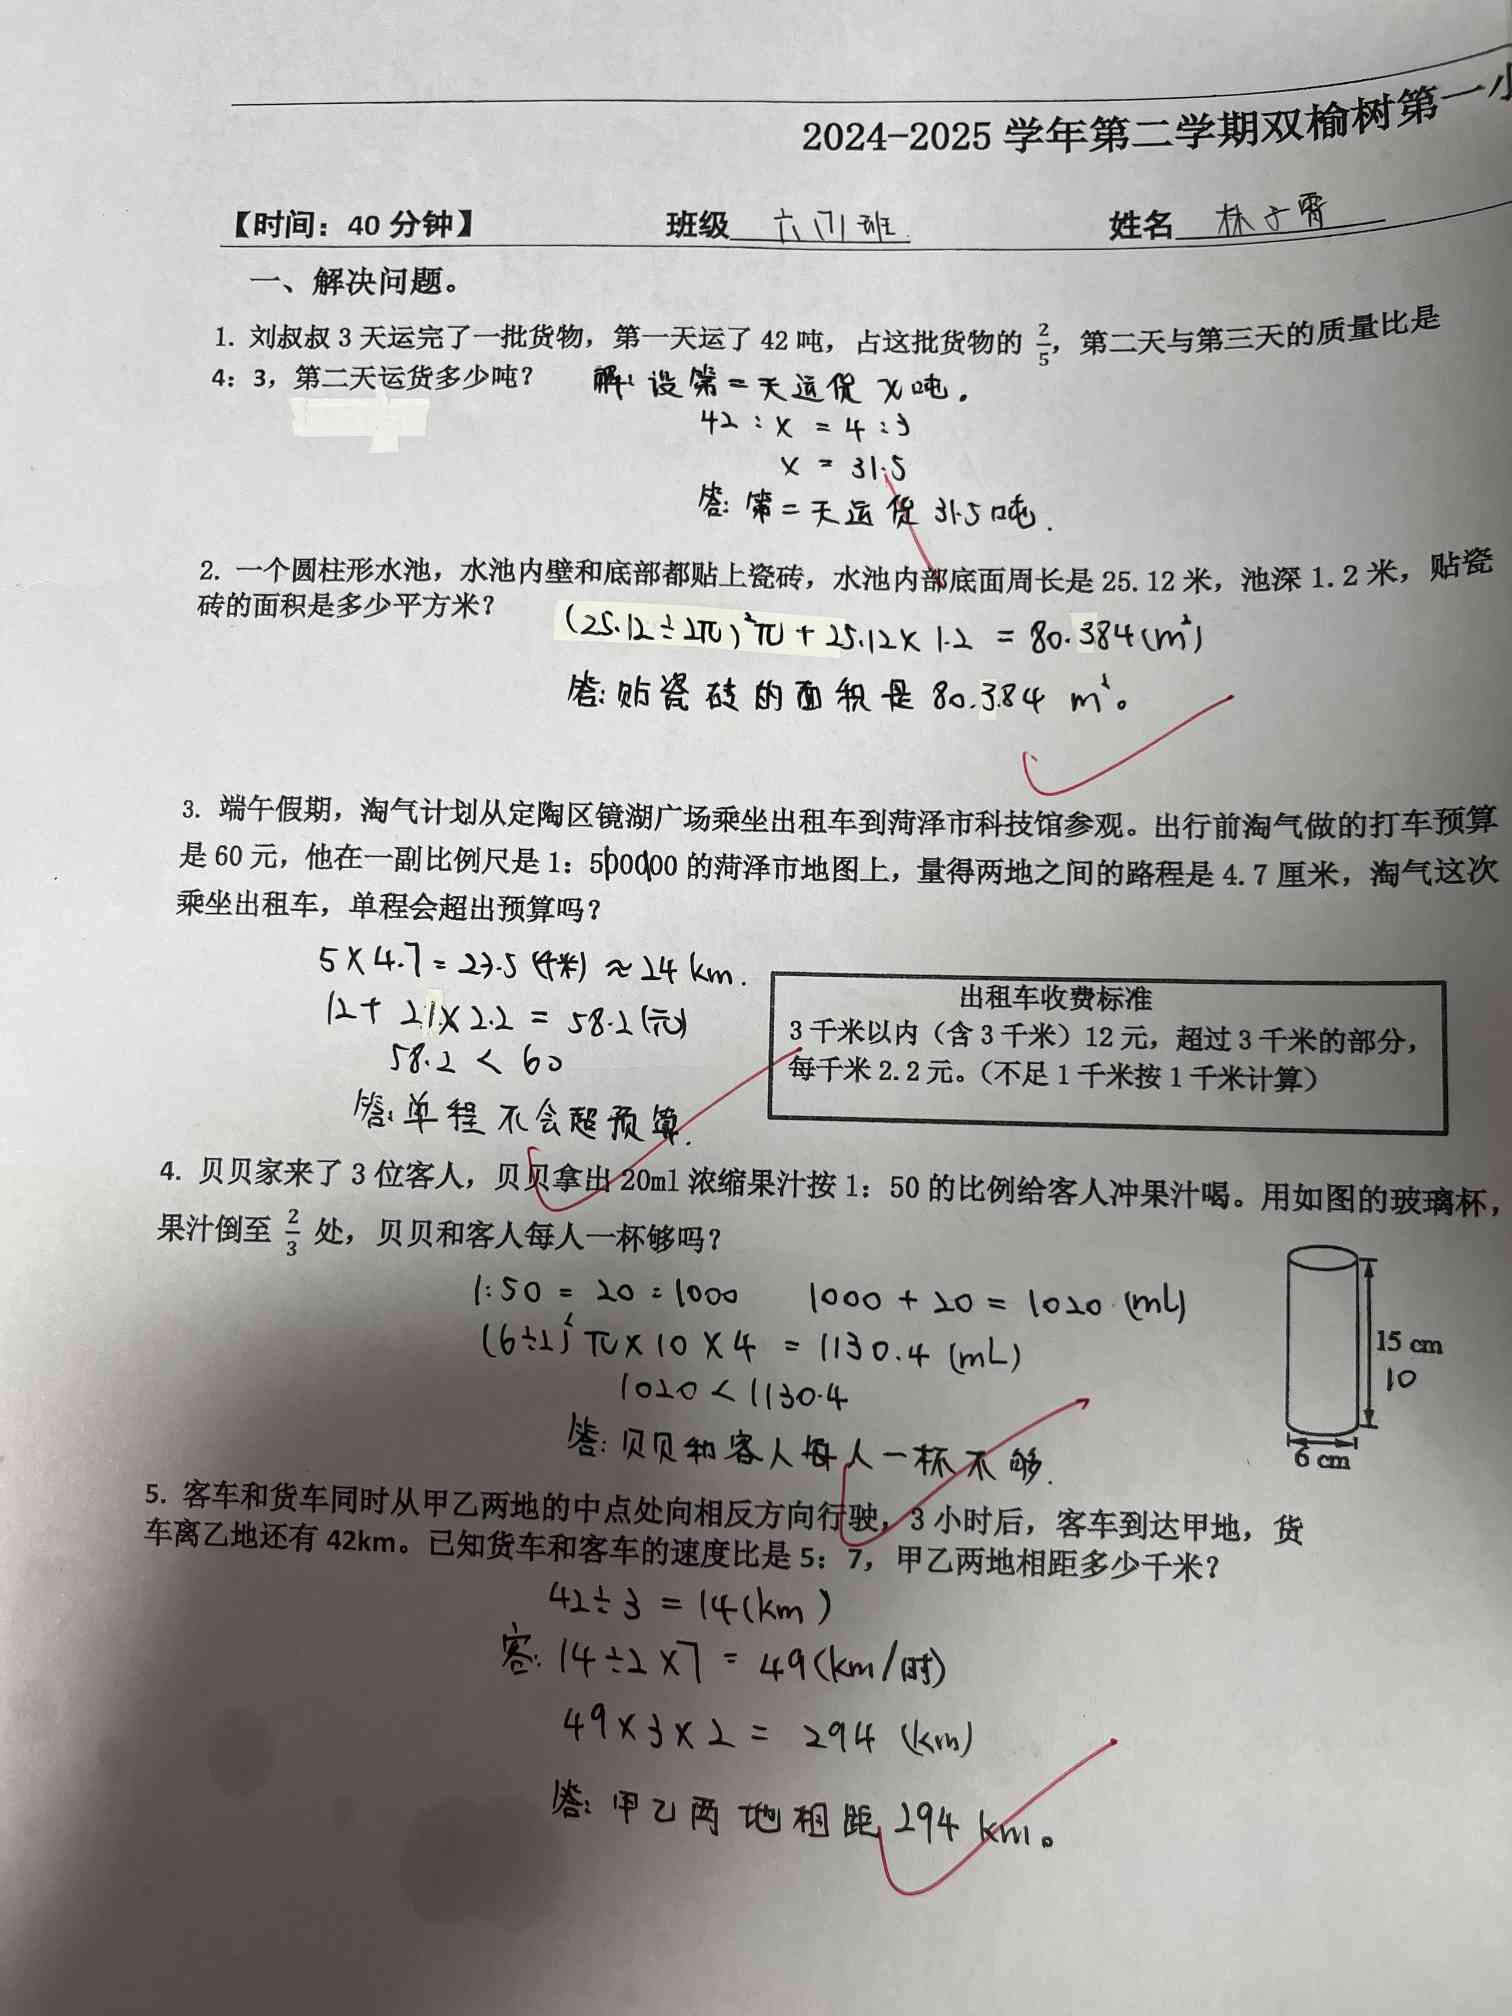 2024-2025 学年第二学期双榆树第一小
【时间：40 分钟】 班级 六(1)班 姓名 林子霄
一、解决问题。
1. 刘叔叔 3 天运完了一批货物，第一天运了 42 吨，占这批货物的 2/5，第二天与第三天的质量比是
4：3，第二天运货多少吨？ 解：设第二天运货 x 吨。
42 : x = 4 : 3
x = 31.5
答：第二天运货 31.5 吨.
2. 一个圆柱形水池，水池内壁和底部都贴上瓷砖，水池内部底面周长是 25.12 米，池深 1.2 米，贴瓷
砖的面积是多少平方米？
(25.12÷2π)²π + 25.12 × 1.2 = 80.384(m²)
答：贴瓷砖的面积是 80.384 m²。
3. 端午假期，淘气计划从定陶区镜湖广场乘坐出租车到菏泽市科技馆参观。出行前淘气做的打车预算
是 60 元，他在一副比例尺是 1：500000 的菏泽市地图上，量得两地之间的路程是 4.7 厘米，淘气这次
乘坐出租车，单程会超出预算吗？
5 × 4.7 = 23.5 (千米) ≈ 24 km.
12 + 21 × 2.2 = 58.2 (元)
58.2 < 60
答：单程不会超预算.
出租车收费标准
3 千米以内（含 3 千米）12 元，超过 3 千米的部分，
每千米 2.2 元。（不足 1 千米按 1 千米计算）
4. 贝贝家来了 3 位客人，贝贝拿出 20ml 浓缩果汁按 1：50 的比例给客人冲果汁喝。用如图的玻璃杯，
果汁倒至 2/3 处，贝贝和客人每人一杯够吗？
1:50 = 20:1000 1000 + 20 = 1020 (mL)
(6÷2)²π × 10 × 4 = 1130.4 (mL)
1020 < 1130.4
答：贝贝和客人每人一杯不够.
15 cm
10
6 cm
5. 客车和货车同时从甲乙两地的中点处向相反方向行驶，3 小时后，客车到达甲地，货
车离乙地还有 42km。已知货车和客车的速度比是 5：7，甲乙两地相距多少千米？
42÷3 = 14(km)
客：14÷2×7 = 49(km/时)
49×3×2 = 294 (km)
答：甲乙两地相距 294 km。